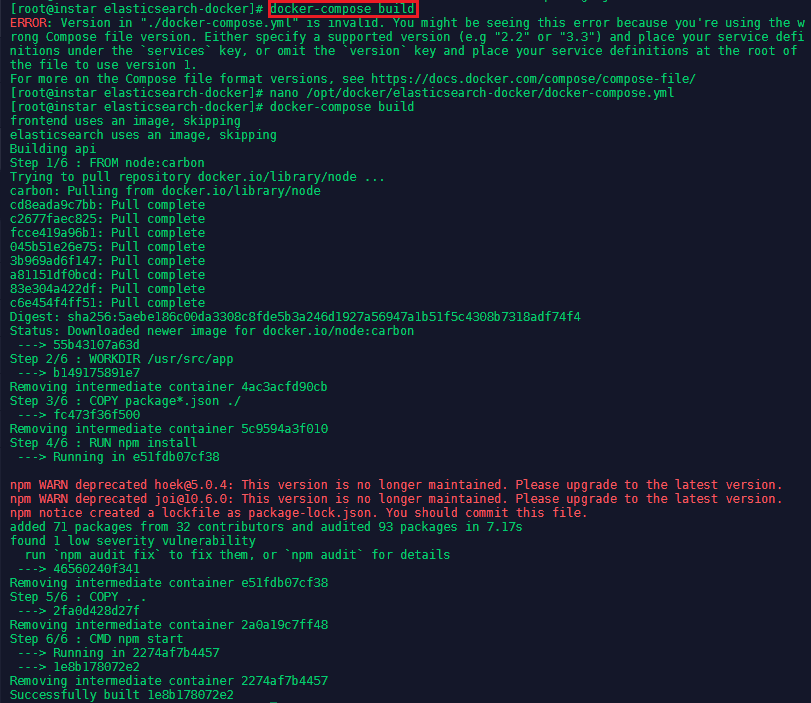 [root@instar elasticsearch-docker]# docker-compose build
ERROR: Version in "./docker-compose.yml" is invalid. You might be seeing this error because you're using the w
rong Compose file version. Either specify a supported version (e.g "2.2" or "3.3") and place your service defi
nitions under the `services` key, or omit the `version` key and place your service definitions at the root of
the file to use version 1.
For more on the Compose file format versions, see https://docs.docker.com/compose/compose-file/
[root@instar elasticsearch-docker]# nano /opt/docker/elasticsearch-docker/docker-compose.yml
[root@instar elasticsearch-docker]# docker-compose build
frontend uses an image, skipping
elasticsearch uses an image, skipping
Building api
Step 1/6 : FROM node:carbon
Trying to pull repository docker.io/library/node ...
carbon: Pulling from docker.io/library/node
cd8eada9c7bb: Pull complete
c2677faec825: Pull complete
fcce419a96b1: Pull complete
045b51e26e75: Pull complete
3b969ad6f147: Pull complete
a81151df0bcd: Pull complete
83e304a422df: Pull complete
c6e454f4ff51: Pull complete
Digest: sha256:5aebe186c00da3308c8fde5b3a246d1927a56947a1b51f5c4308b7318adf74f4
Status: Downloaded newer image for docker.io/node:carbon
 ---> 55b43107a63d
Step 2/6 : WORKDIR /usr/src/app
 ---> b149175891e7
Removing intermediate container 4ac3acfd90cb
Step 3/6 : COPY package*.json ./
 ---> fc473f36f500
Removing intermediate container 5c9594a3f010
Step 4/6 : RUN npm install
 ---> Running in e51fdb07cf38
npm WARN deprecated hoek@5.0.4: This version is no longer maintained. Please upgrade to the latest version.
npm WARN deprecated joi@10.6.0: This version is no longer maintained. Please upgrade to the latest version.
npm notice created a lockfile as package-lock.json. You should commit this file.
added 71 packages from 32 contributors and audited 93 packages in 7.17s
found 1 low severity vulnerability
  run `npm audit fix` to fix them, or `npm audit` for details
 ---> 46560240f341
Removing intermediate container e51fdb07cf38
Step 5/6 : COPY . .
 ---> 2fa0d428d27f
Removing intermediate container 2a0a19c7ff48
Step 6/6 : CMD npm start
 ---> Running in 2274af7b4457
 ---> 1e8b178072e2
Removing intermediate container 2274af7b4457
Successfully built 1e8b178072e2